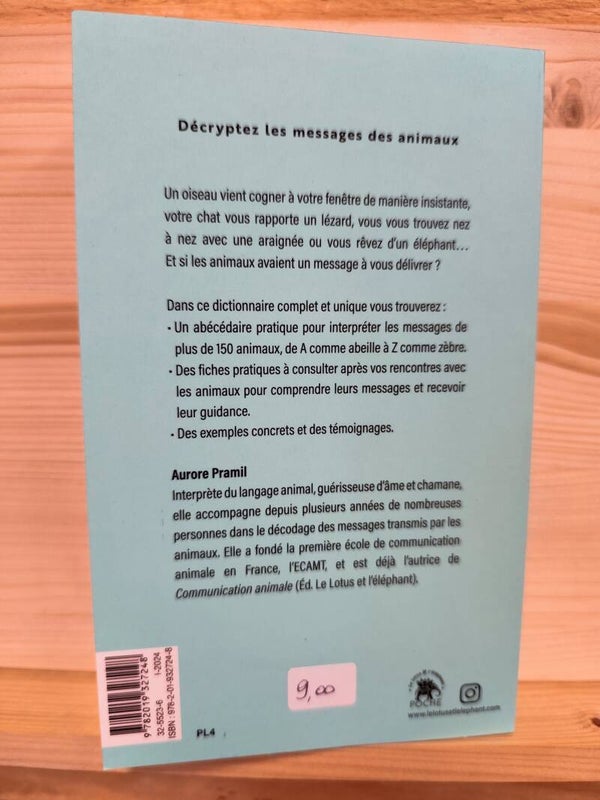 Décryptez les messages des animaux
Un oiseau vient cogner à votre fenêtre de manière insistante,
votre chat vous rapporte un lézard, vous vous trouvez nez
à nez avec une araignée ou vous rêvez d'un éléphant…
Et si les animaux avaient un message à vous délivrer ?
Dans ce dictionnaire complet et unique vous trouverez :
• Un abécédaire pratique pour interpréter les messages de
plus de 150 animaux, de A comme abeille à Z comme zèbre.
• Des fiches pratiques à consulter après vos rencontres avec
les animaux pour comprendre leurs messages et recevoir
leur guidance.
• Des exemples concrets et des témoignages.
Aurore Pramil
Interprète du langage animal, guérisseuse d'âme et chamane,
elle accompagne depuis plusieurs années de nombreuses
personnes dans le décodage des messages transmis par les
animaux. Elle a fondé la première école de communication
animale en France, l'ECAMT, et est déjà l'autrice de
Communication animale (Éd. Le Lotus et l'éléphant).
9 782019 327248
32-5523-6 I-2024
ISBN : 978-2-01-932724-8
PL4
9,00
POCHE
www.lelotusetlelephant.com